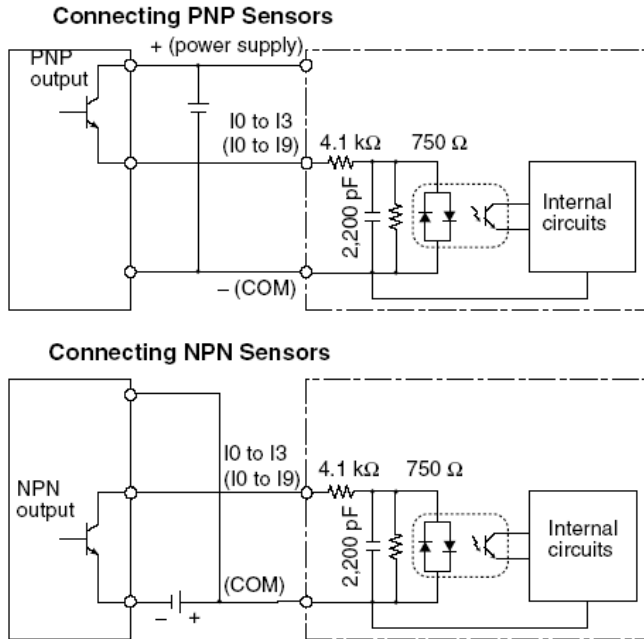 Connecting PNP Sensors
+ (power supply)
PNP
output
I0 to I3
(I0 to I9)
4.1 kΩ
750 Ω
2,200 pF
Internal
circuits
– (COM)
Connecting NPN Sensors
I0 to I3
(I0 to I9)
4.1 kΩ
750 Ω
NPN
output
2,200 pF
Internal
circuits
(COM)
– +